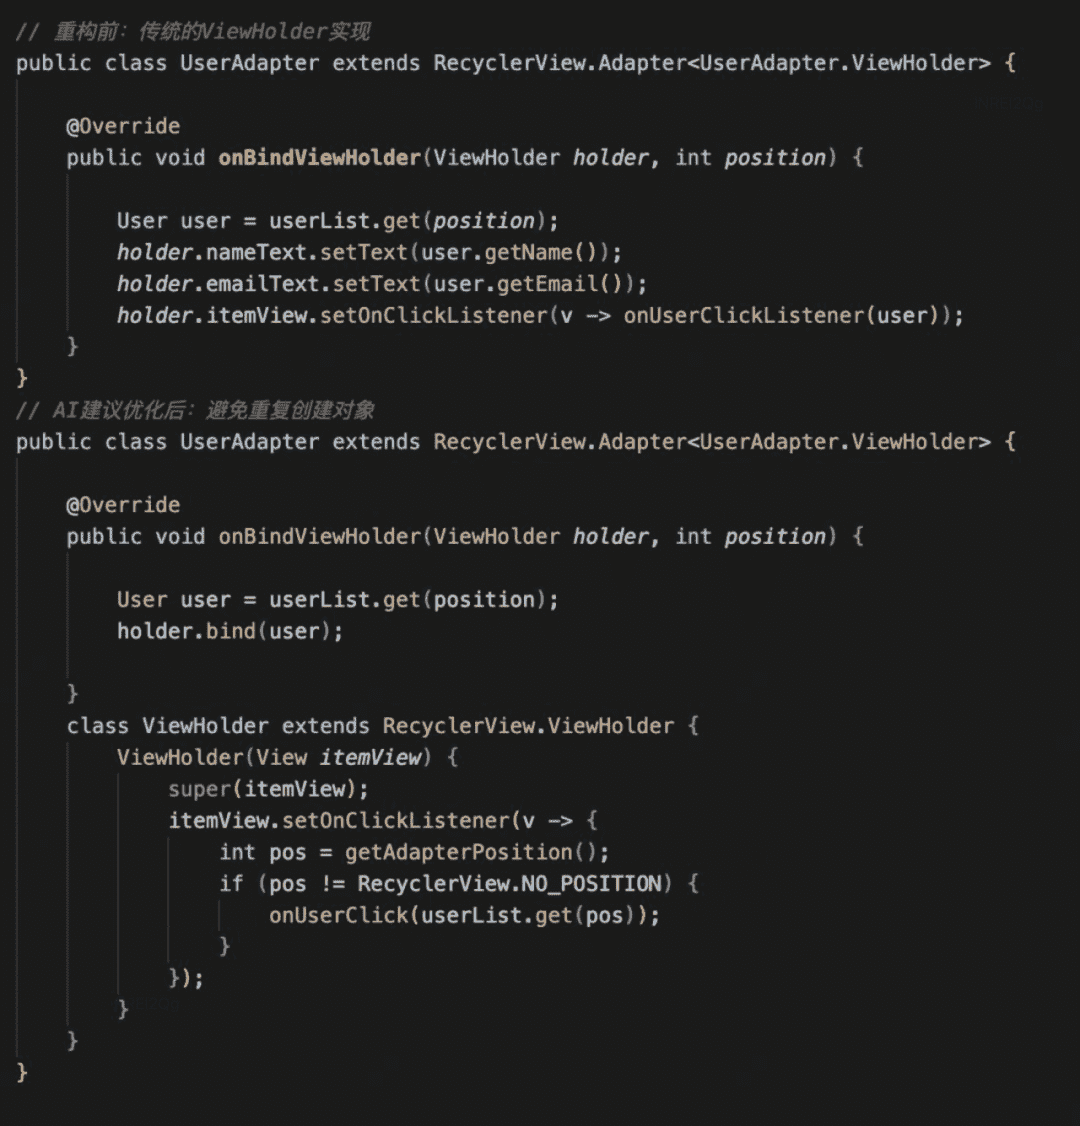 // 重构前：传统的ViewHolder实现
public class UserAdapter extends RecyclerView.Adapter<UserAdapter.ViewHolder> {
@Override
public void onBindViewHolder(ViewHolder holder, int position) {
User user = userList.get(position);
holder.nameText.setText(user.getName());
holder.emailText.setText(user.getEmail());
holder.itemView.setOnClickListener(v -> onUserClickListener(user));
}
}
// AI建议优化后：避免重复创建对象
public class UserAdapter extends RecyclerView.Adapter<UserAdapter.ViewHolder> {
@Override
public void onBindViewHolder(ViewHolder holder, int position) {
User user = userList.get(position);
holder.bind(user);
}
class ViewHolder extends RecyclerView.ViewHolder {
ViewHolder(View itemView) {
super(itemView);
itemView.setOnClickListener(v -> {
int pos = getAdapterPosition();
if (pos != RecyclerView.NO_POSITION) {
onUserClick(userList.get(pos));
}
});
}
}
}